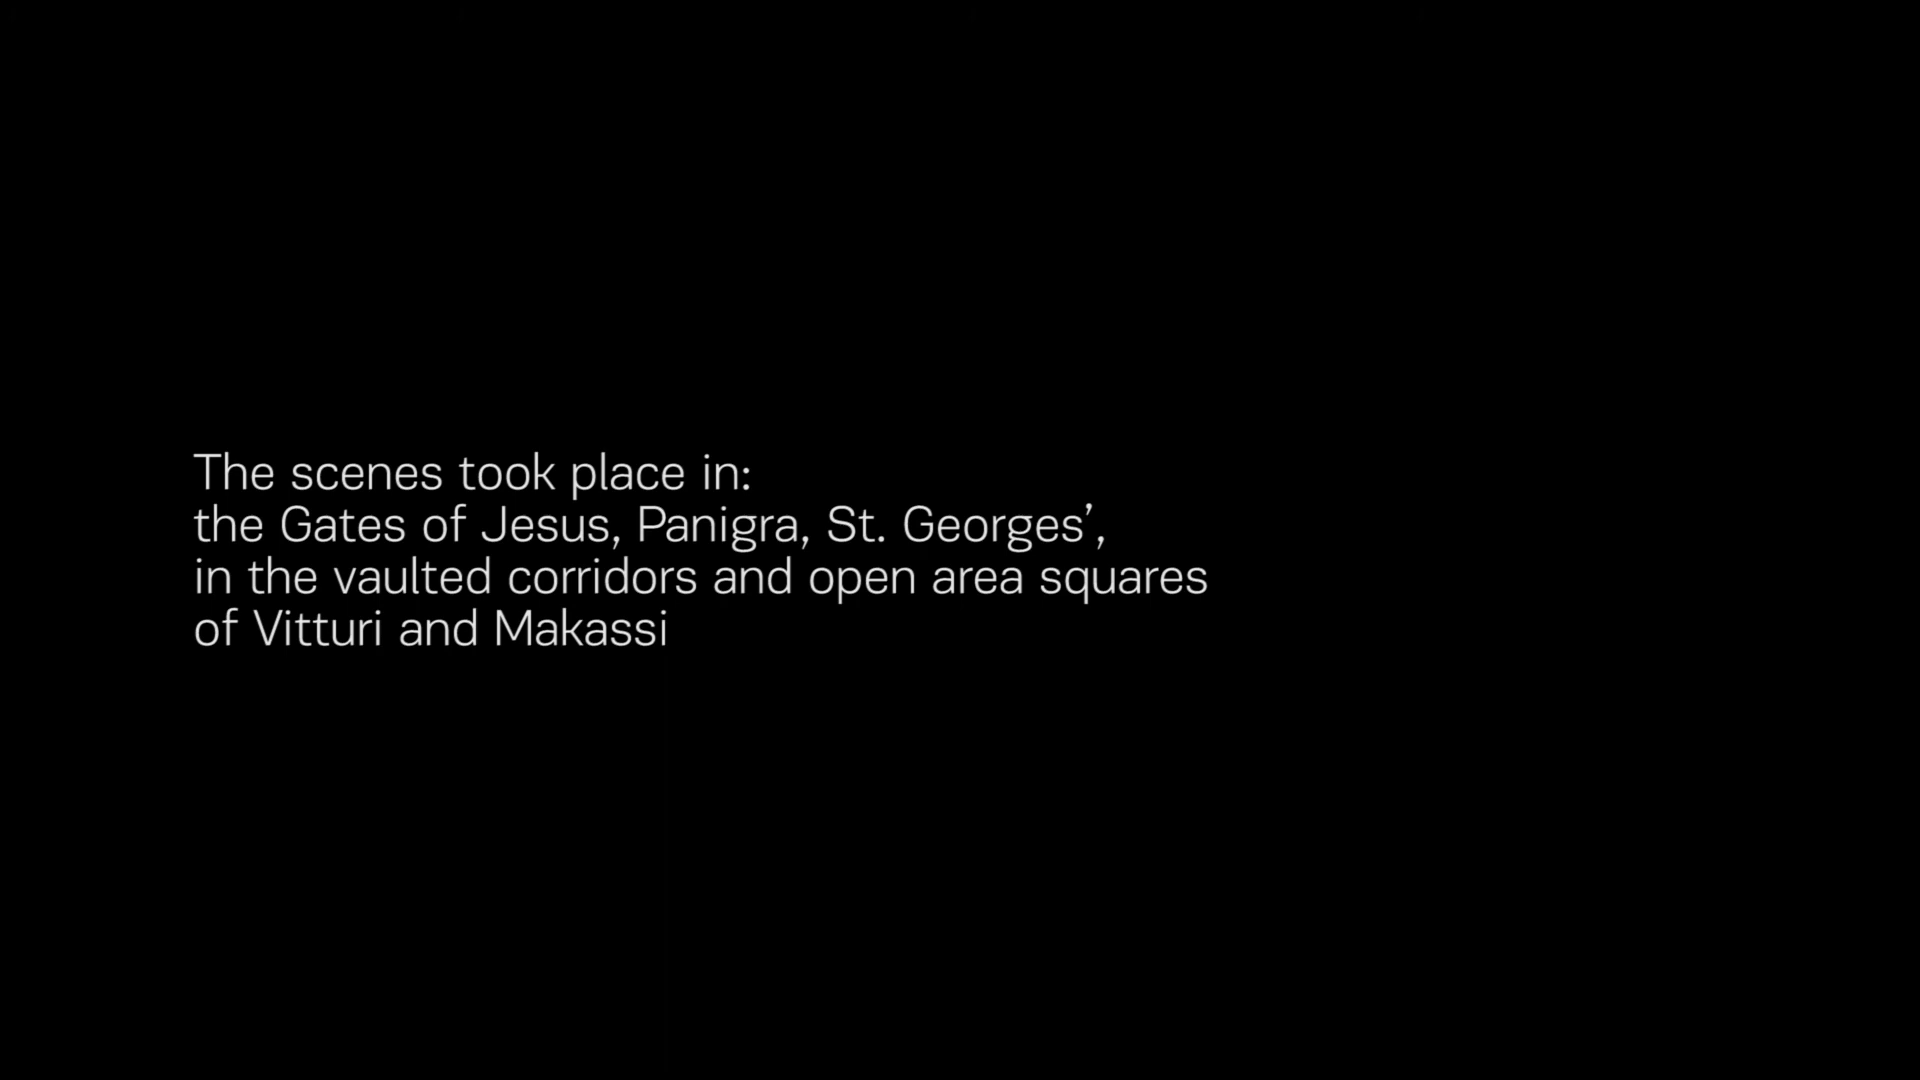 The scenes took place in:
the Gates of Jesus, Panigra, St. Georges’,
in the vaulted corridors and open area squares
of Vitturi and Makassi